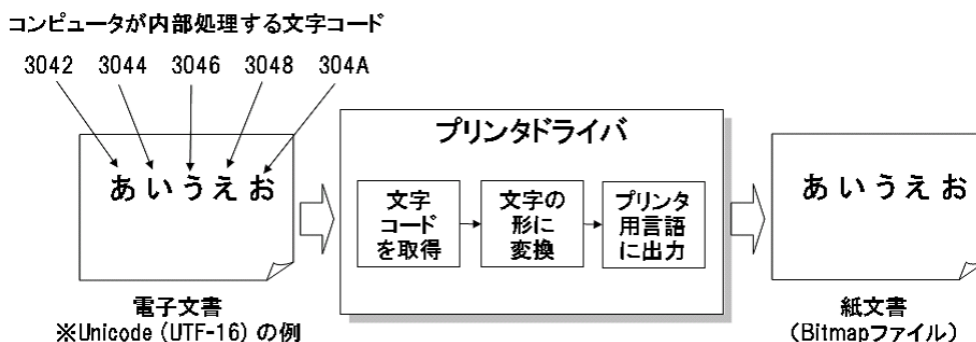 コンピュータが内部処理する文字コード
3042 3044 3046 3048 304A
あいうえお
プリンタドライバ
文字
コード
を取得
文字の
形に
変換
プリンタ
用言語
に出力
あいうえお
電子文書
※Unicode (UTF-16) の例
紙文書
(Bitmapファイル)